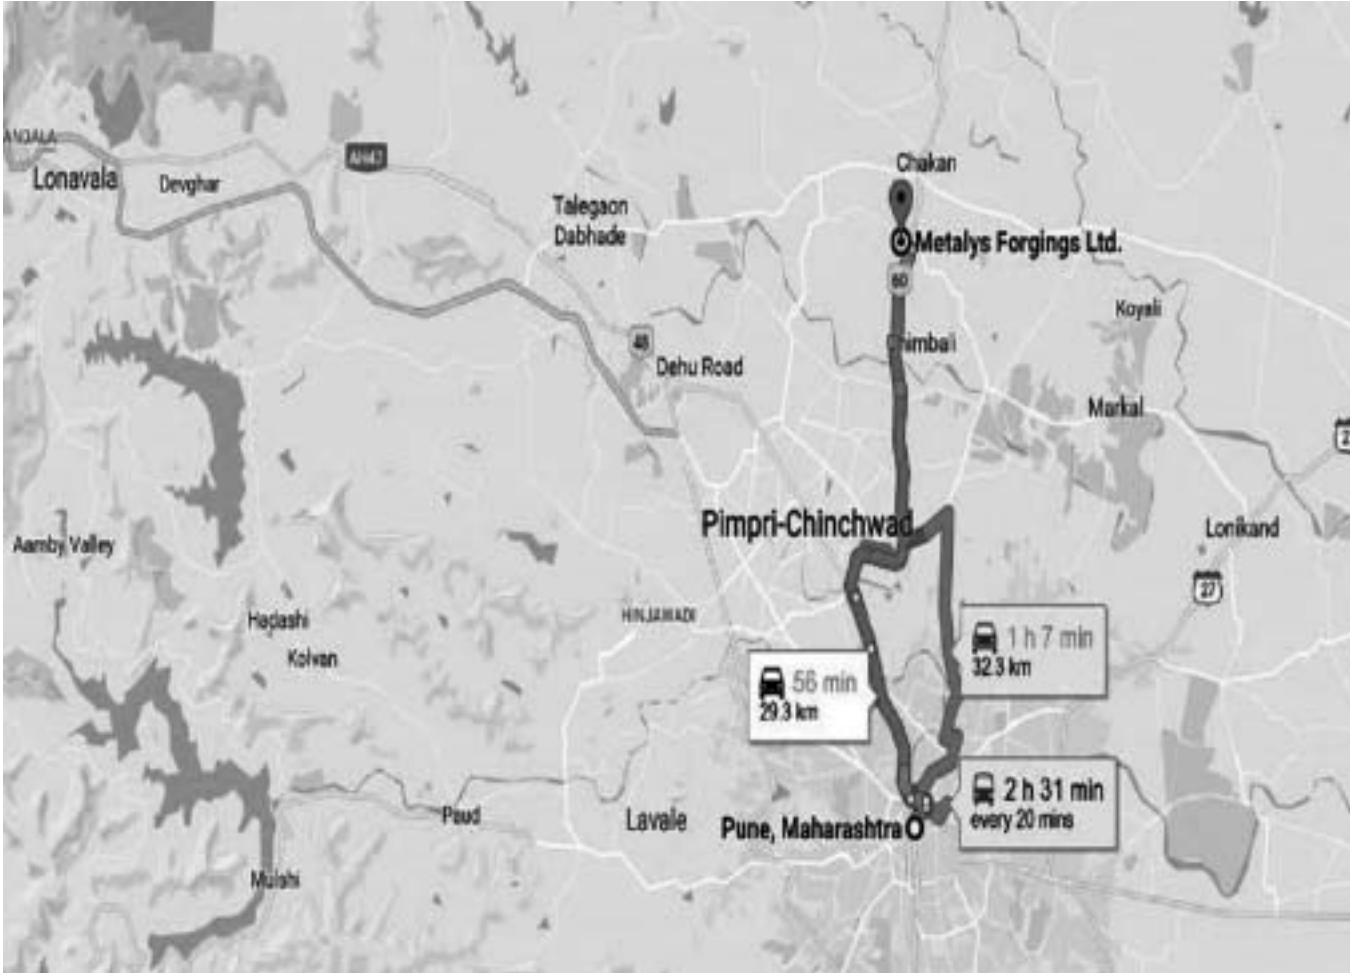 Chakan
ANDALA
AH47
Lonavala
Devghar
Talegaon
Dabhade
Metalys Forgings Ltd.
60
Koyali
48
Chimbali
Dehu Road
Markal
Pimpri-Chinchwad
Lonikand
Aamby Valley
27
Hadashi
HINJAWADI
Kolvan
1 h 7 min
32.3 km
56 min
29.3 km
2 h 31 min
every 20 mins
Paud
Lavale
Pune, Maharashtra
Mulshi